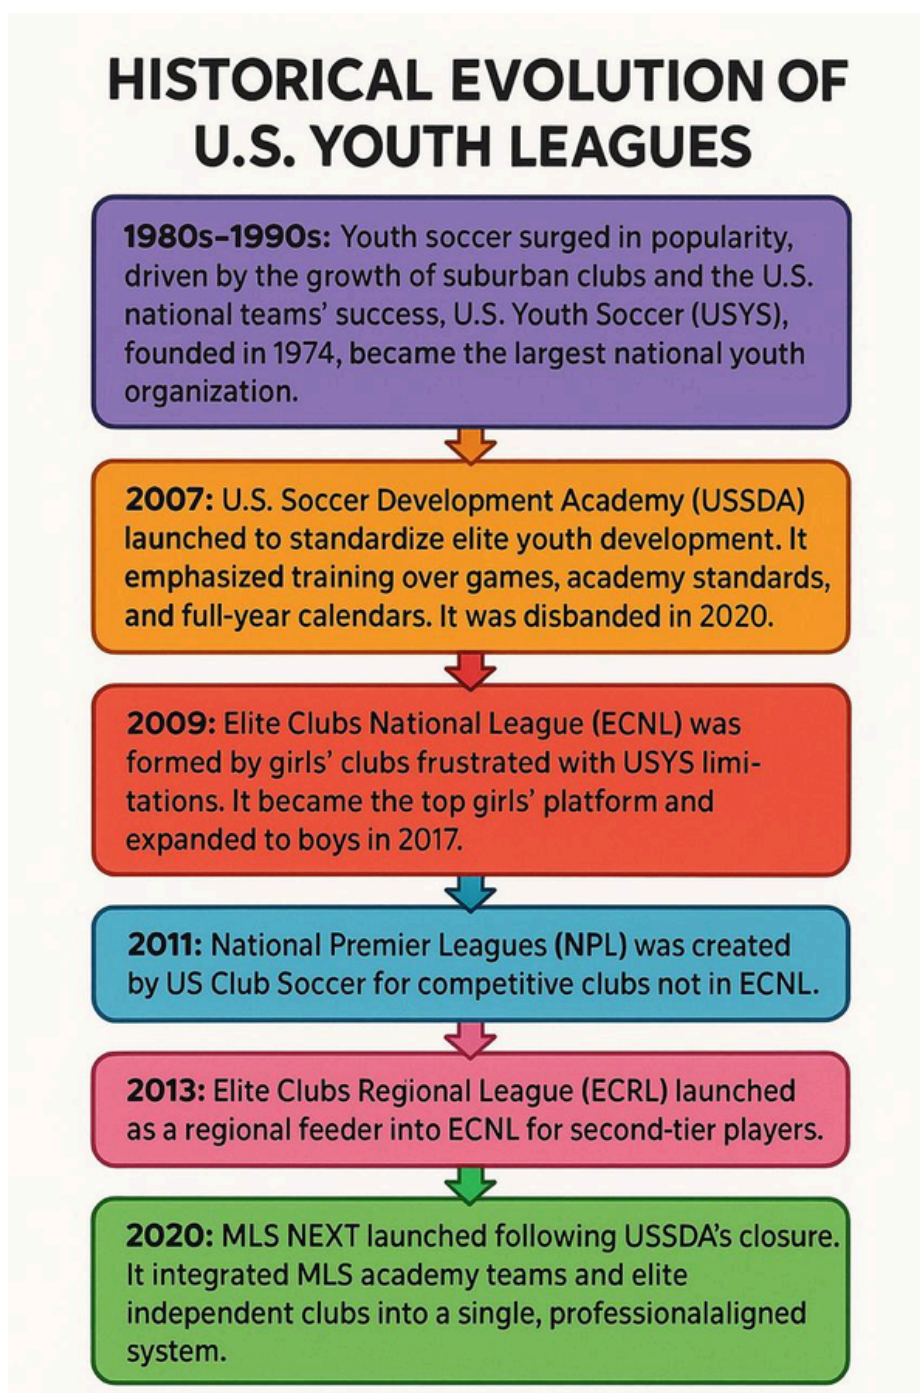 HISTORICAL EVOLUTION OF
U.S. YOUTH LEAGUES
1980s–1990s: Youth soccer surged in popularity,
driven by the growth of suburban clubs and the U.S.
national teams’ success, U.S. Youth Soccer (USYS),
founded in 1974, became the largest national youth
organization.
2007: U.S. Soccer Development Academy (USSDA)
launched to standardize elite youth development. It
emphasized training over games, academy standards,
and full-year calendars. It was disbanded in 2020.
2009: Elite Clubs National League (ECNL) was
formed by girls’ clubs frustrated with USYS limi-
tations. It became the top girls’ platform and
expanded to boys in 2017.
2011: National Premier Leagues (NPL) was created
by US Club Soccer for competitive clubs not in ECNL.
2013: Elite Clubs Regional League (ECRL) launched
as a regional feeder into ECNL for second-tier players.
2020: MLS NEXT launched following USSDA’s closure.
It integrated MLS academy teams and elite
independent clubs into a single, professionalaligned
system.